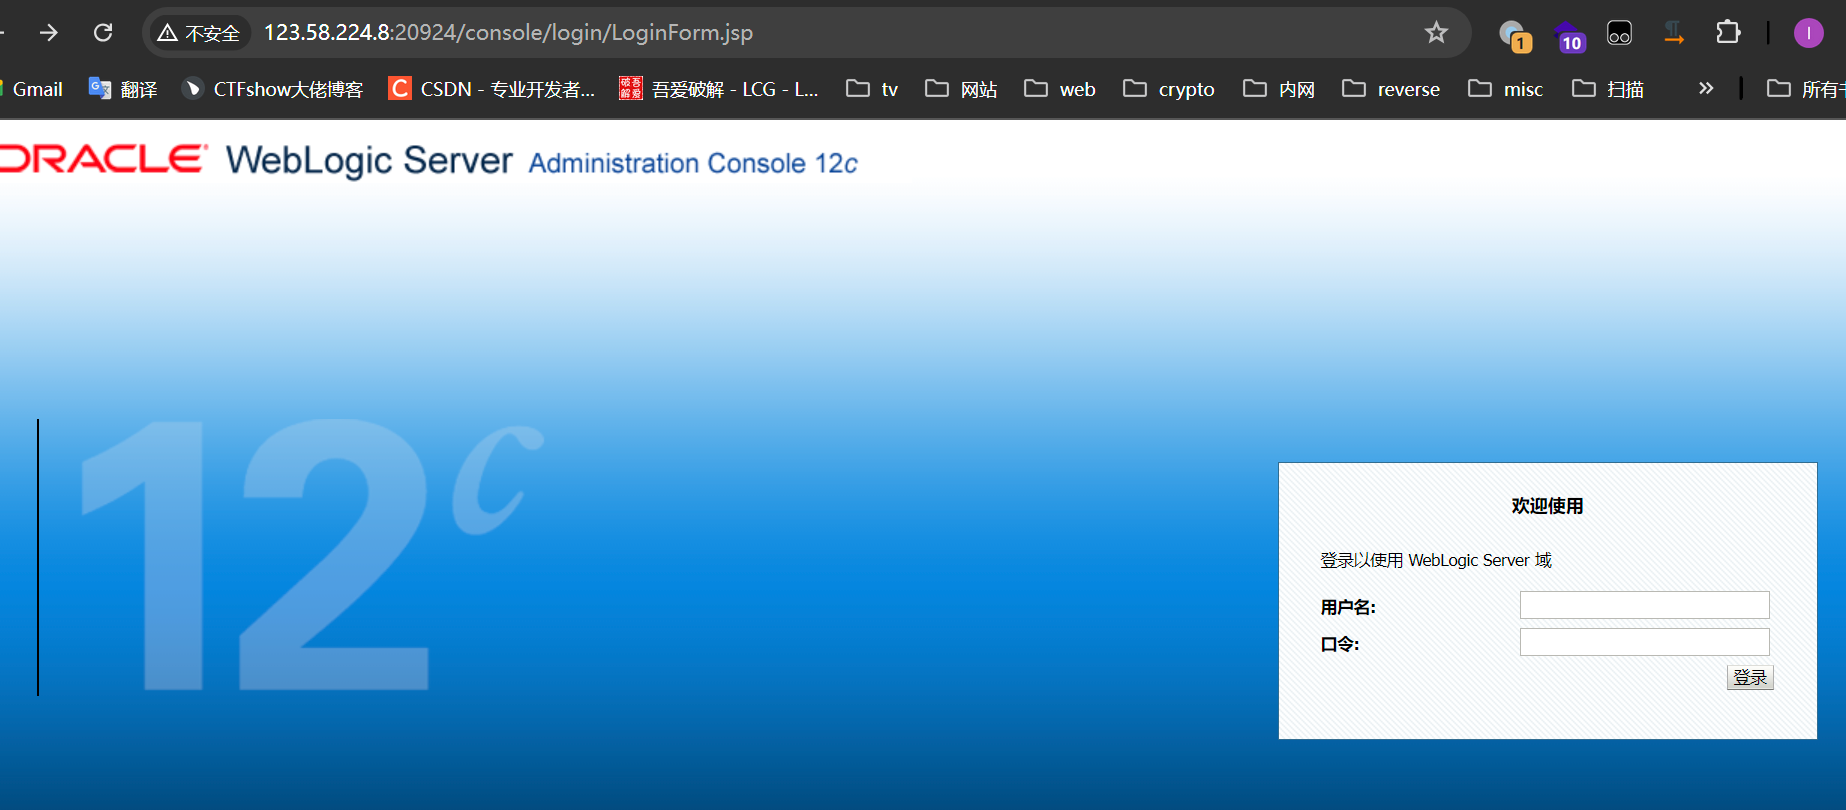 不安全 123.58.224.8:20924/console/login/LoginForm.jsp 1 10 I
Gmail 翻译 CTFshow大佬博客 CSDN - 专业开发者... 吾爱破解 - LCG - L... tv 网站 web crypto 内网 reverse misc 扫描 » 所有
ORACLE WebLogic Server Administration Console 12c
12c
欢迎使用
登录以使用 WebLogic Server 域
用户名:
口令:
登录